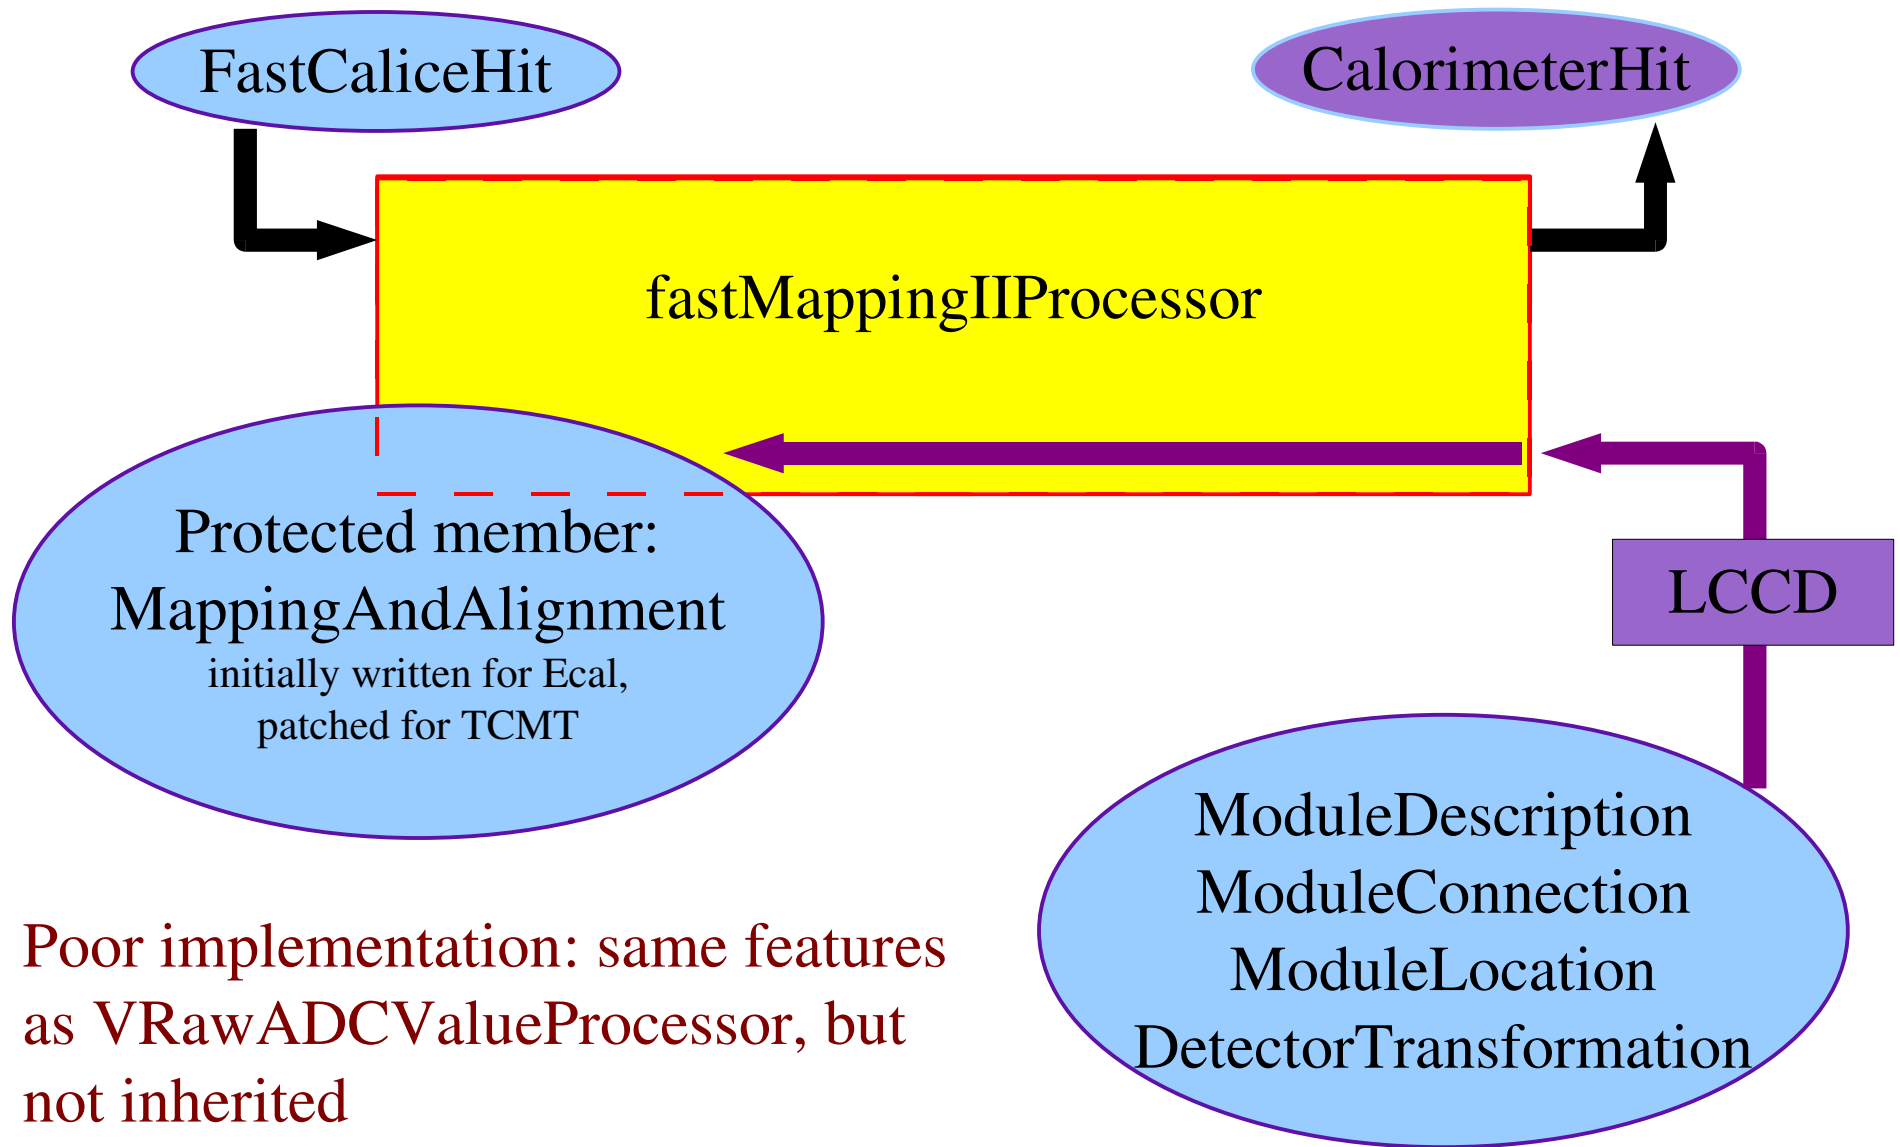 FastCaliceHit
CalorimeterHit
fastMappingIIProcessor
Protected member:
MappingAndAlignment
initially written for Ecal,
patched for TCMT
LCCD
ModuleDescription
ModuleConnection
ModuleLocation
DetectorTransformation
Poor implementation: same features
as VRawADCValueProcessor, but
not inherited